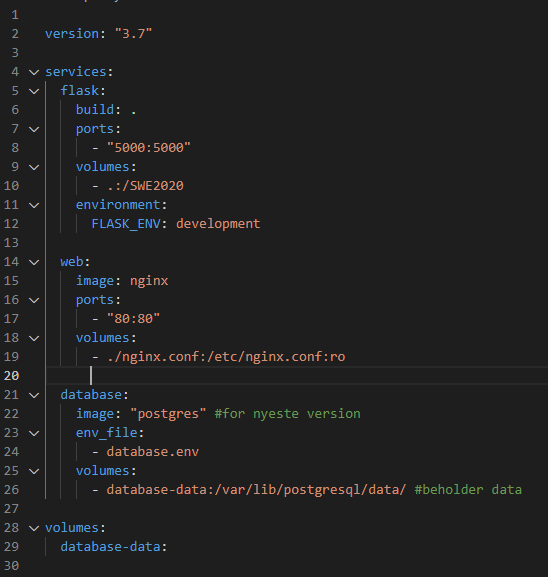 1
2 version: "3.7"
3
4 services:
5 flask:
6 build: .
7 ports:
8 - "5000:5000"
9 volumes:
10 - .:/SWE2020
11 environment:
12 FLASK_ENV: development
13
14 web:
15 image: nginx
16 ports:
17 - "80:80"
18 volumes:
19 - ./nginx.conf:/etc/nginx.conf:ro
20
21 database:
22 image: "postgres" #for nyeste version
23 env_file:
24 - database.env
25 volumes:
26 - database-data:/var/lib/postgresql/data/ #beholder data
27
28 volumes:
29 database-data:
30